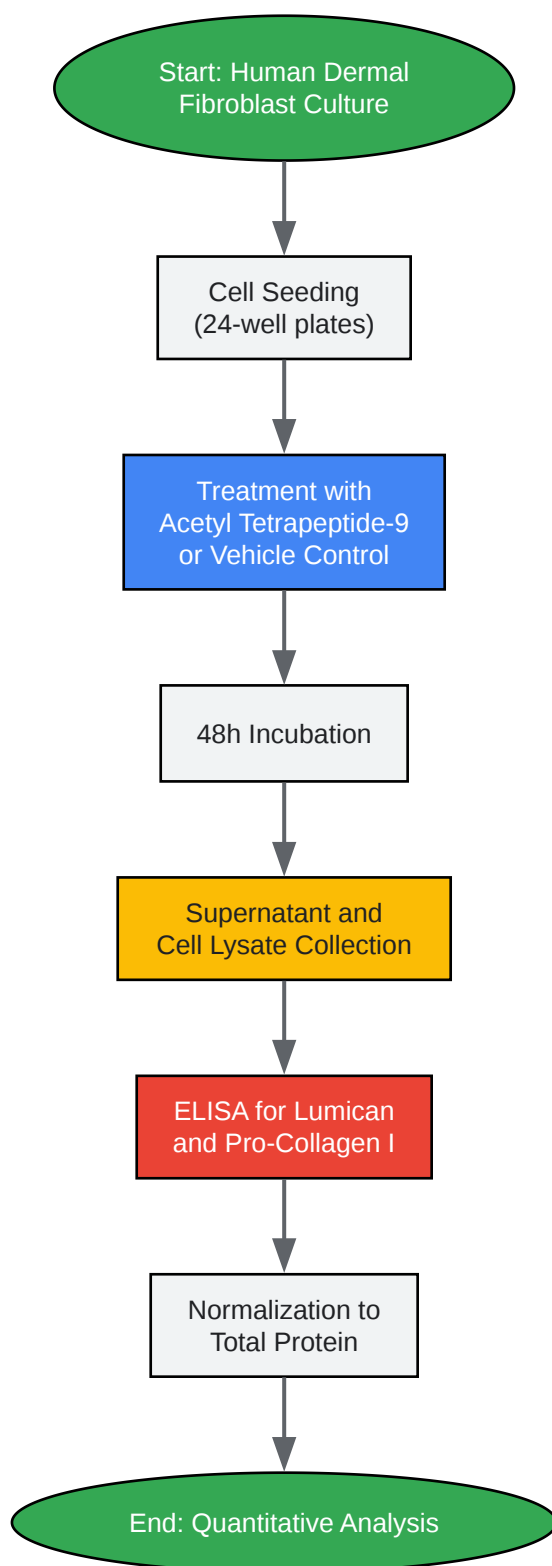 Start: Human Dermal
Fibroblast Culture
Cell Seeding
(24-well plates)
Treatment with
Acetyl Tetrapeptide-9
or Vehicle Control
48h Incubation
Supernatant and
Cell Lysate Collection
ELISA for Lumican
and Pro-Collagen I
Normalization to
Total Protein
End: Quantitative Analysis